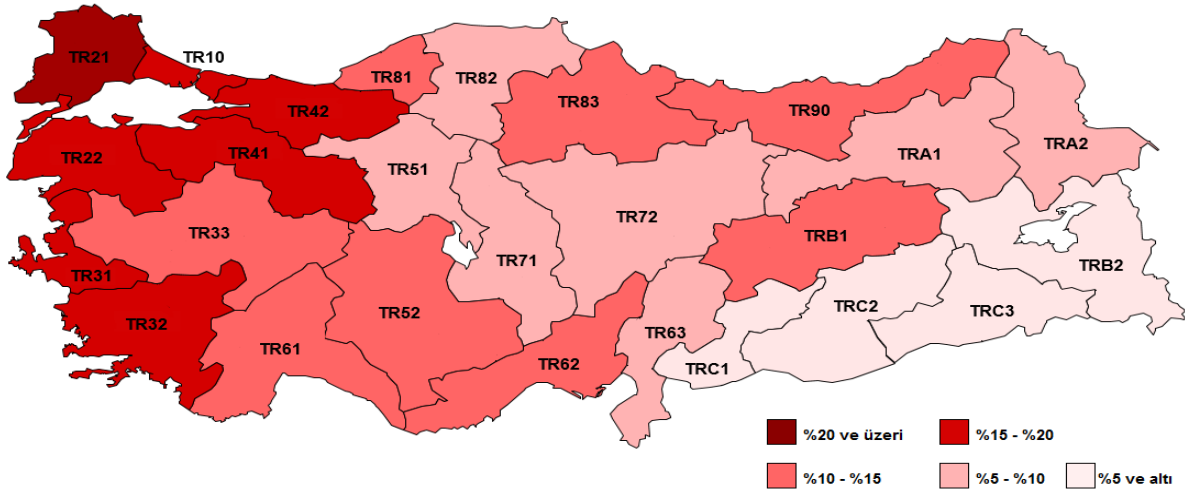 TR21
TR10
TR81
TR82
TR83
TR42
TR90
TRA1
TRA2
TR22
TR41
TR51
TR72
TR33
TRB1
TR71
TRB2
TR31
TR32
TR52
TRC2
TRC3
TR61
TR62
TR63
TRC1
%20 ve üzeri
%15 - %20
%10 - %15
%5 - %10
%5 ve altı